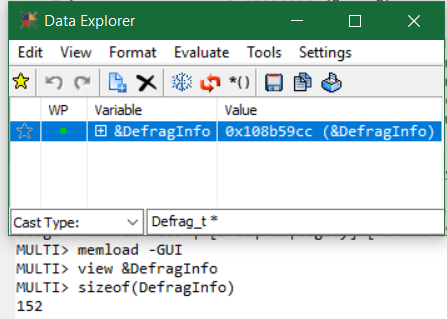 Data Explorer
Edit View Format Evaluate Tools Settings
*()
WP Variable Value
&DefragInfo 0x108b59cc (&DefragInfo)
Cast Type: Defrag_t *
MULTI> memload -GUI
MULTI> view &DefragInfo
MULTI> sizeof(DefragInfo)
152